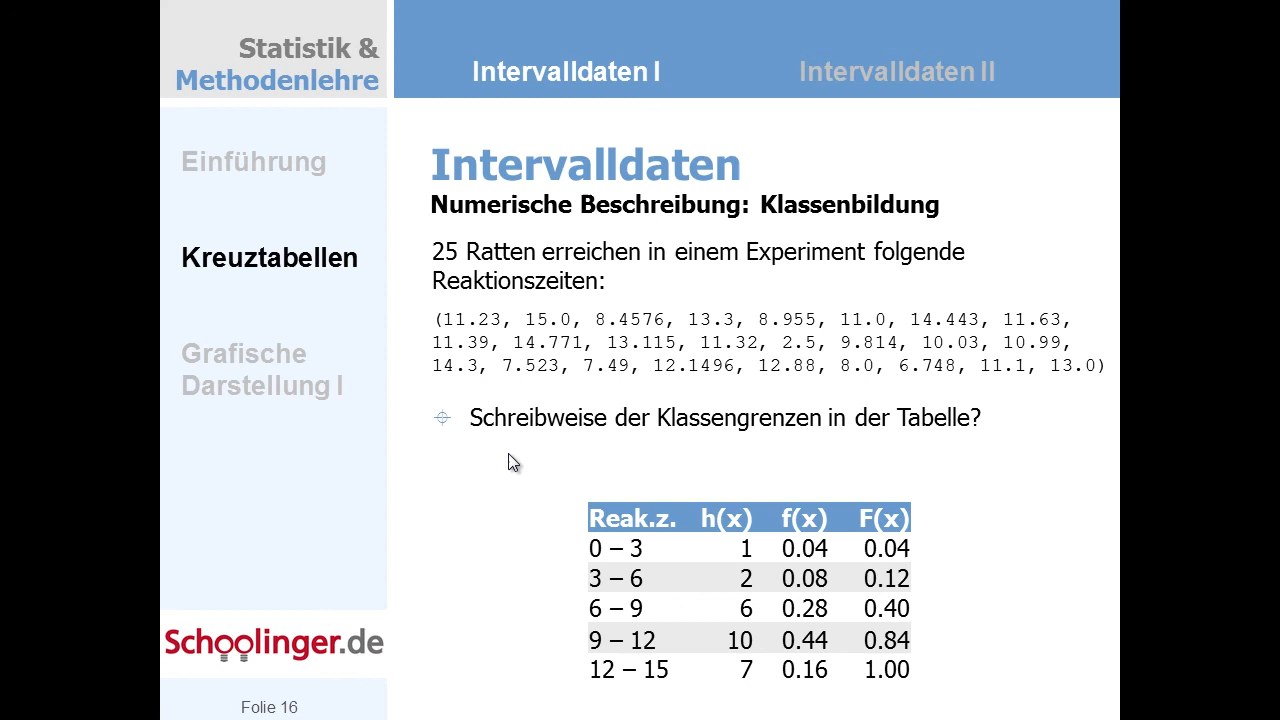 Statistik &
Methodenlehre
Intervalldaten I
Intervalldaten II
Einführung
Kreuztabellen
Grafische
Darstellung I
Intervalldaten
Numerische Beschreibung: Klassenbildung
25 Ratten erreichen in einem Experiment folgende
Reaktionszeiten:
(11.23, 15.0, 8.4576, 13.3, 8.955, 11.0, 14.443, 11.63,
11.39, 14.771, 13.115, 11.32, 2.5, 9.814, 10.03, 10.99,
14.3, 7.523, 7.49, 12.1496, 12.88, 8.0, 6.748, 11.1, 13.0)
Schreibweise der Klassengrenzen in der Tabelle?
Reak.z. h(x) f(x) F(x)
0 – 3 1 0.04 0.04
3 – 6 2 0.08 0.12
6 – 9 6 0.28 0.40
9 – 12 10 0.44 0.84
12 – 15 7 0.16 1.00
Schoolinger.de
Folie 16